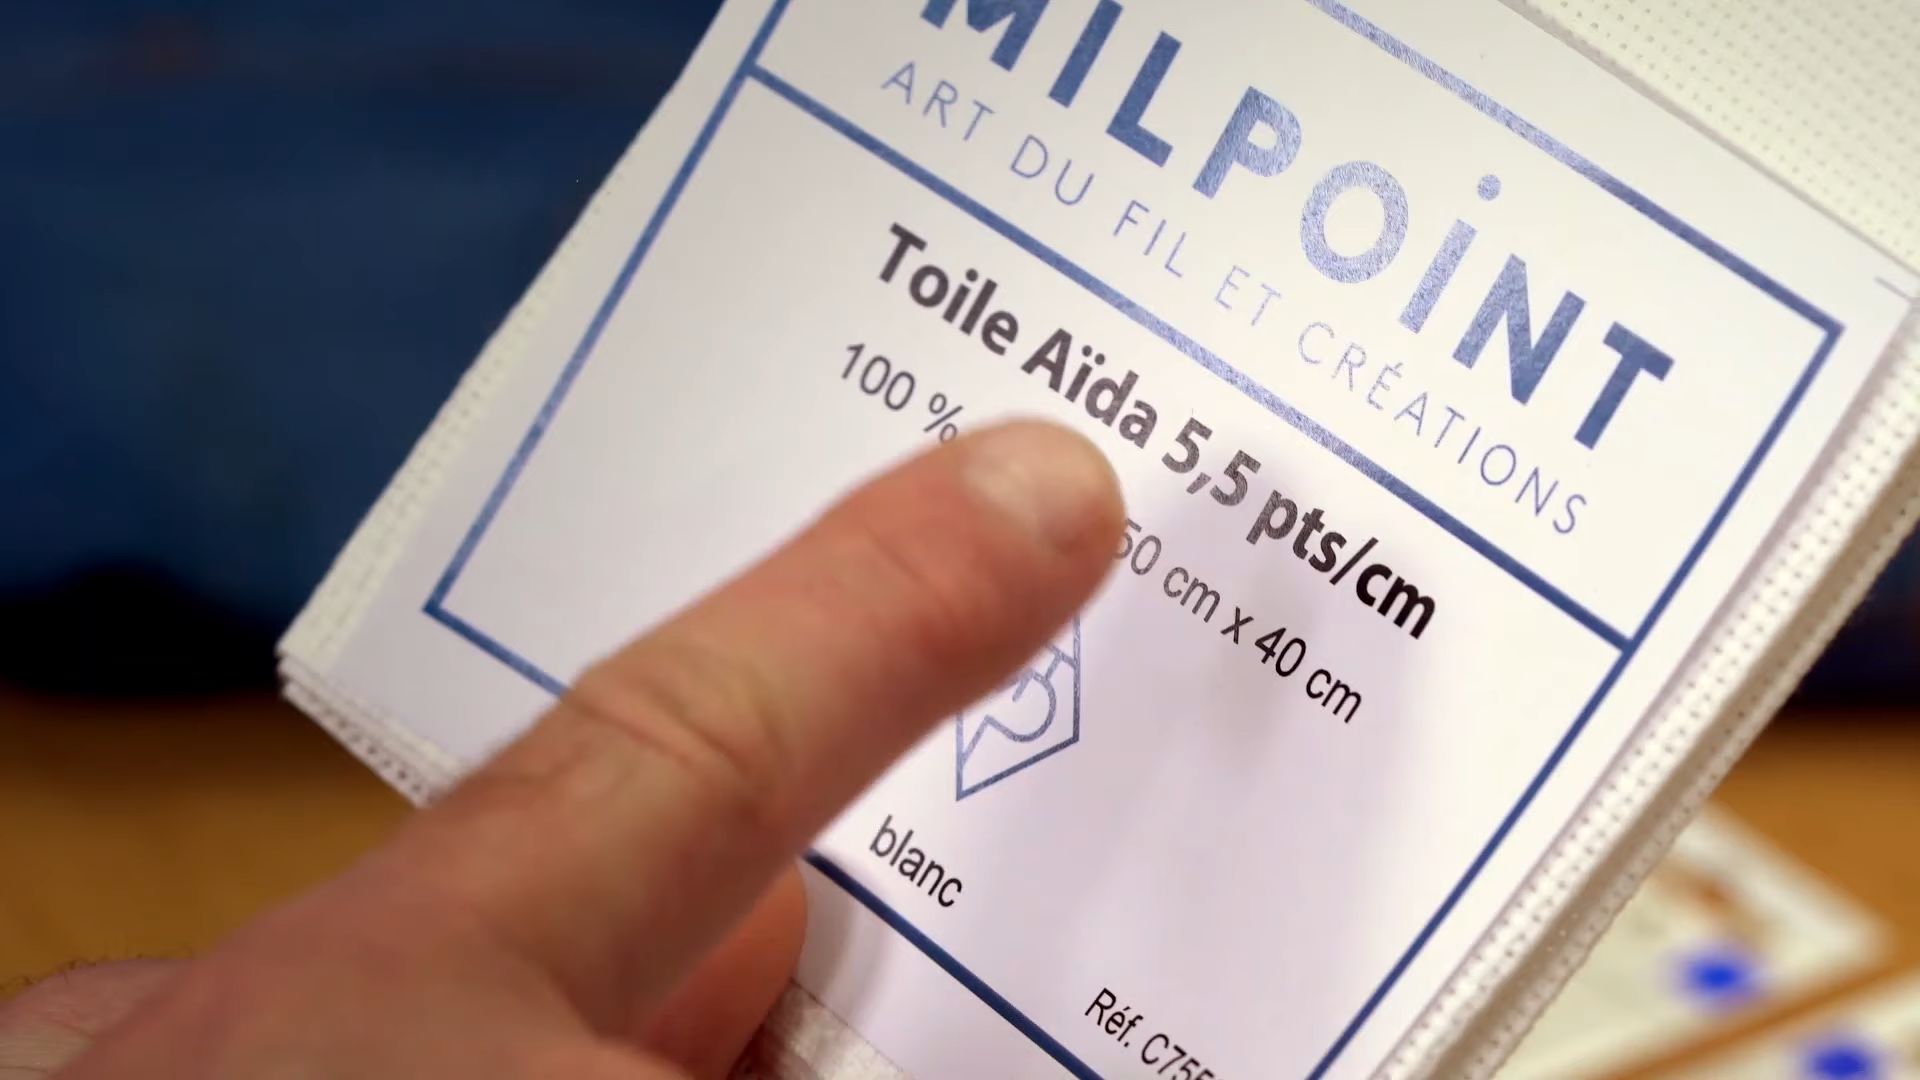 MILPOINT
ART DU FIL ET CRÉATIONS
Toile Aïda 5,5 pts/cm
100 %
50 cm x 40 cm
blanc
Réf.